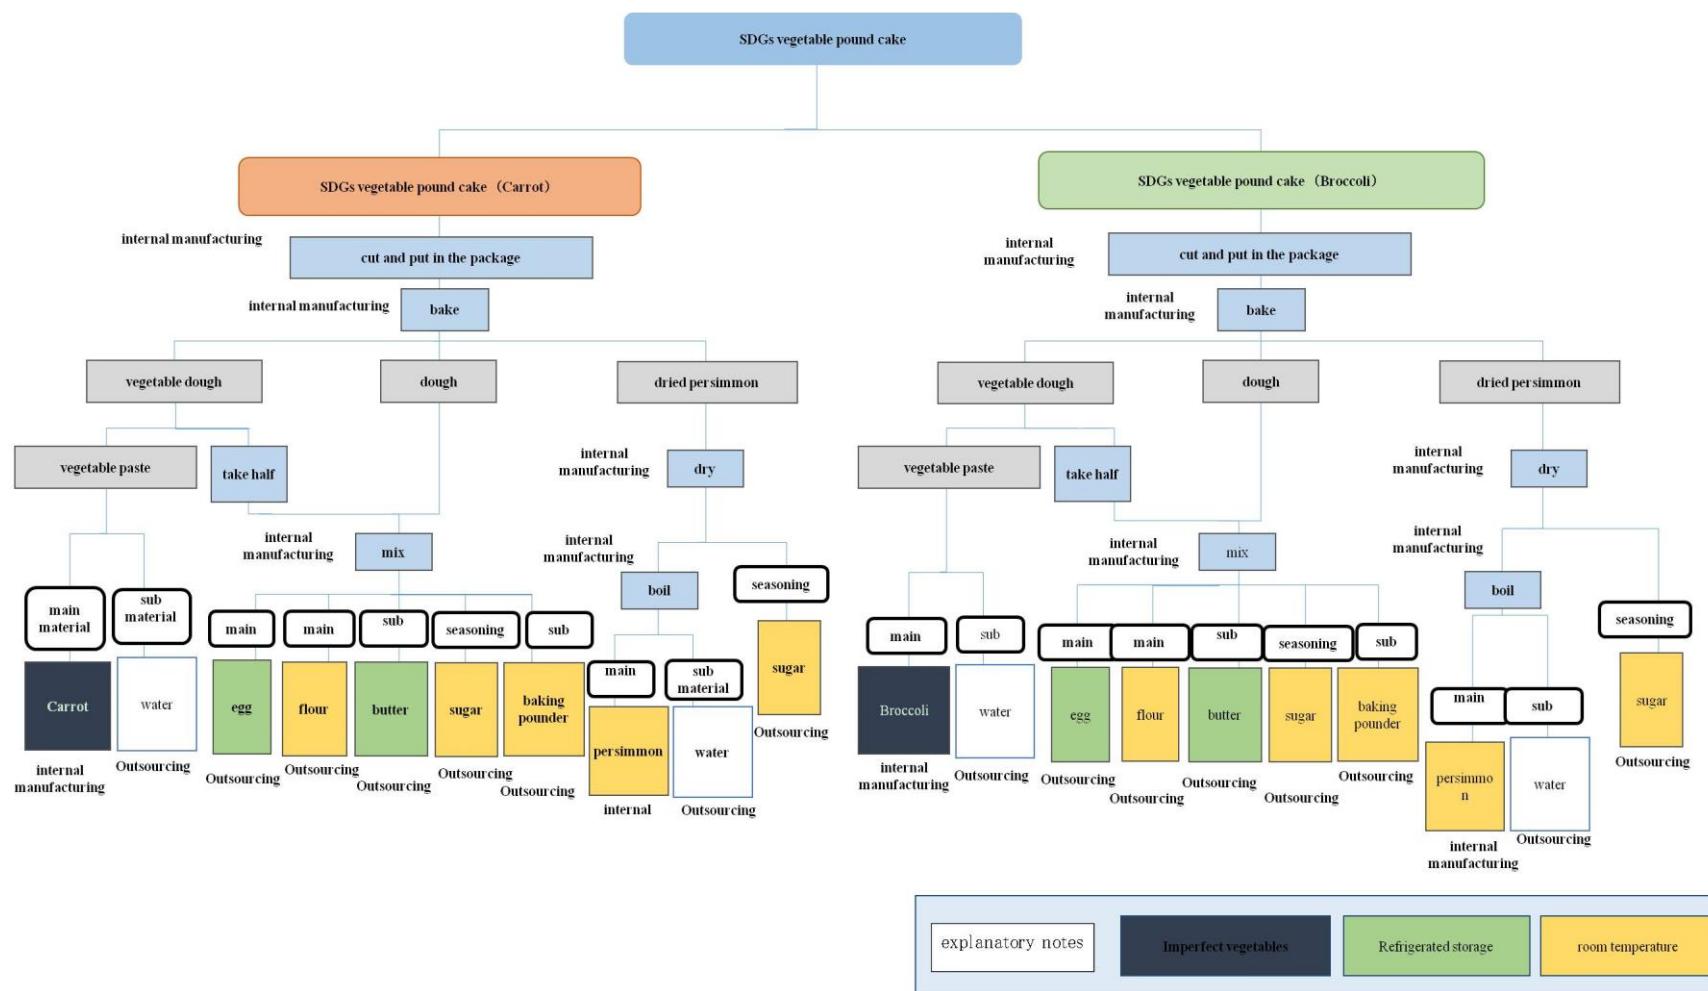 SDGs vegetable pound cake
SDGs vegetable pound cake（Carrot）
internal manufacturing
cut and put in the package
internal manufacturing
bake
vegetable dough
dough
dried persimmon
vegetable paste
take half
internal
manufacturing
dry
internal
manufacturing
mix
internal
manufacturing
boil
seasoning
main
material
sub
material
main
main
sub
seasoning
sub
main
sub
material
Carrot
water
egg
flour
butter
sugar
baking
pounder
persimmon
water
sugar
internal
manufacturing
Outsourcing
Outsourcing
Outsourcing
Outsourcing
Outsourcing
Outsourcing
internal
Outsourcing
Outsourcing
SDGs vegetable pound cake（Broccoli）
internal
manufacturing
cut and put in the package
internal
manufacturing
bake
vegetable dough
dough
dried persimmon
vegetable paste
take half
internal
manufacturing
dry
internal
manufacturing
mix
internal
manufacturing
boil
seasoning
main
sub
main
main
sub
seasoning
sub
main
sub
Broccoli
water
egg
flour
butter
sugar
baking
pounder
persimmo
n
water
sugar
internal
manufacturing
Outsourcing
Outsourcing
Outsourcing
Outsourcing
Outsourcing
Outsourcing
internal
manufacturing
Outsourcing
Outsourcing
explanatory notes
Imperfect vegetables
Refrigerated storage
room temperature